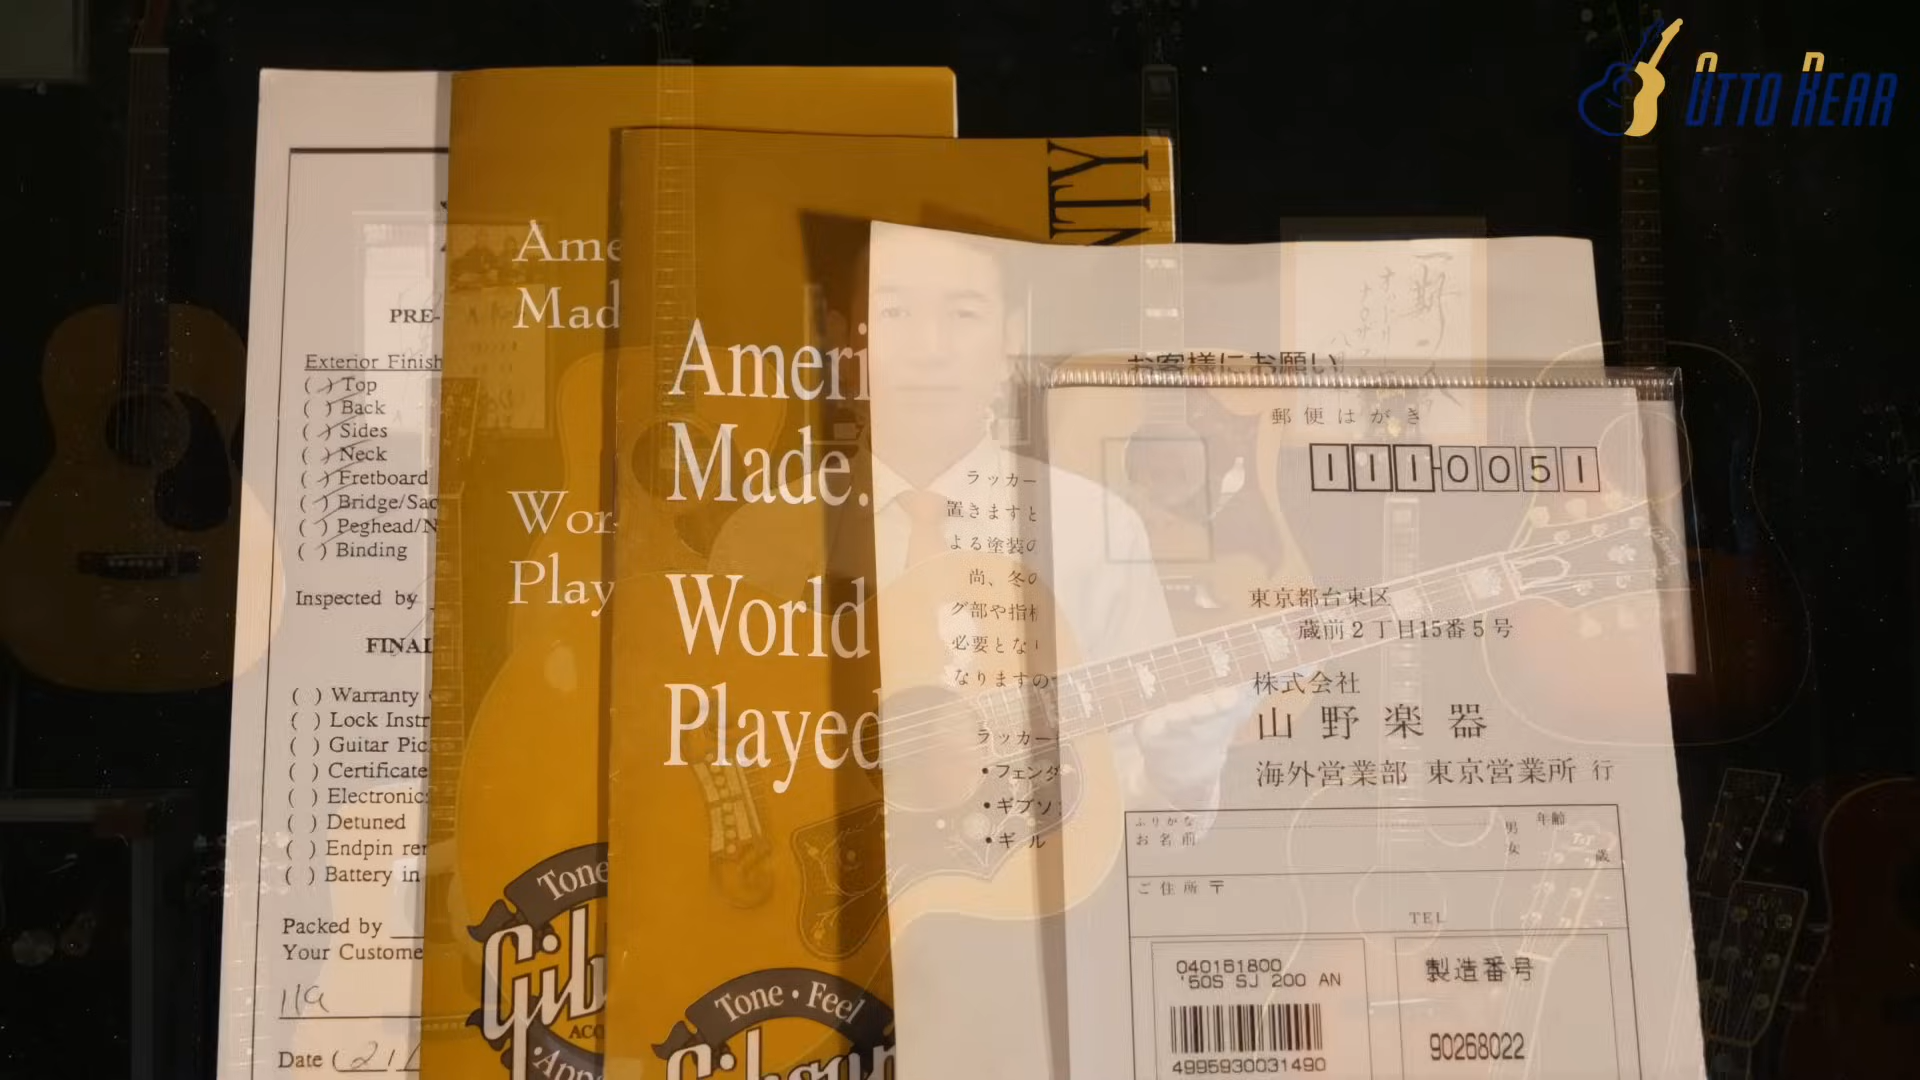 OTTO REAR
PRE-
Exterior Finish
( ) Top
( ) Back
( ) Sides
( ) Neck
( ) Fretboard
( ) Bridge/Sad
( ) Peghead/N
( ) Binding
Inspected by
FINAL
( ) Warranty
( ) Lock Instr
( ) Guitar Pic
( ) Certificate
( ) Electronic
( ) Detuned
( ) Endpin re
( ) Battery in
Packed by
Your Custome
Date (
Ame
Mad
Wor
Play
Tone
Gib
ACO
NTY
Ameri
Made.
World
Played
Tone • Feel
Gibson
お客様にお願い
ラッカー
置きますと
よる塗装の
尚、冬の
グ部や指
必要とな
なりますの
ラッカー
•フェンダ
•ギブソン
•ギル
郵便はがき
111-0051
東京都台東区
蔵前2丁目15番5号
株式会社
山野楽器
海外営業部 東京営業所 行
ふりがな
お名前
男
女
年齢
歳
ご住所 〒
TEL
040151800
'50S SJ 200 AN
4995930031490
製造番号
90268022